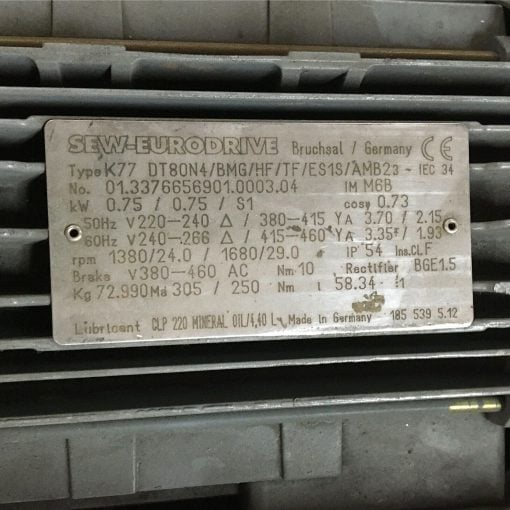 SEW-EURODRIVE Bruchsal / Germany CE
Type K77 DT80N4/BMG/HF/TF/ES1S/AMB23 - IEC 34
No. 01.3376656901.0003.04 IM M6B
kW 0.75 / 0.75 / S1 cosφ 0.73
50Hz V220-240 Δ / 380-415 Y A 3.70 / 2.15
60Hz V240-266 Δ / 415-460 Y A 3.35 / 1.93
rpm 1380/24.0 / 1680/29.0 IP 54 Ins.Cl.F
Brake V380-460 AC Nm 10 Rectifier BGE1.5
Kg 72.990 Ma 305 / 250 Nm i 58.34 :1
Lubricant CLP 220 MINERAL OIL/4,40 L Made in Germany 185 539 5.12